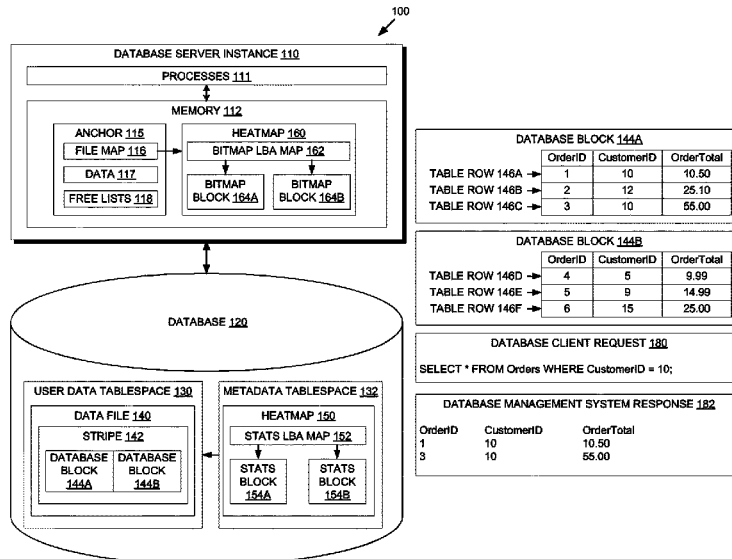 100
DATABASE SERVER INSTANCE 110
PROCESSES 111
MEMORY 112
ANCHOR 115
FILE MAP 116
DATA 117
FREE LISTS 118
HEATMAP 160
BITMAP LBA MAP 162
BITMAP
BLOCK 164A
BITMAP
BLOCK 164B
DATABASE 120
USER DATA TABLESPACE 130
DATA FILE 140
STRIPE 142
DATABASE
BLOCK
144A
DATABASE
BLOCK
144B
METADATA TABLESPACE 132
HEATMAP 150
STATS LBA MAP 152
STATS
BLOCK
154A
STATS
BLOCK
154B
DATABASE BLOCK 144A
OrderID CustomerID OrderTotal
TABLE ROW 146A 1 10 10.50
TABLE ROW 146B 2 12 25.10
TABLE ROW 146C 3 10 55.00
DATABASE BLOCK 144B
OrderID CustomerID OrderTotal
TABLE ROW 146D 4 5 9.99
TABLE ROW 146E 5 9 14.99
TABLE ROW 146F 6 15 25.00
DATABASE CLIENT REQUEST 180
SELECT * FROM Orders WHERE CustomerID = 10;
DATABASE MANAGEMENT SYSTEM RESPONSE 182
OrderID CustomerID OrderTotal
1 10 10.50
3 10 55.00